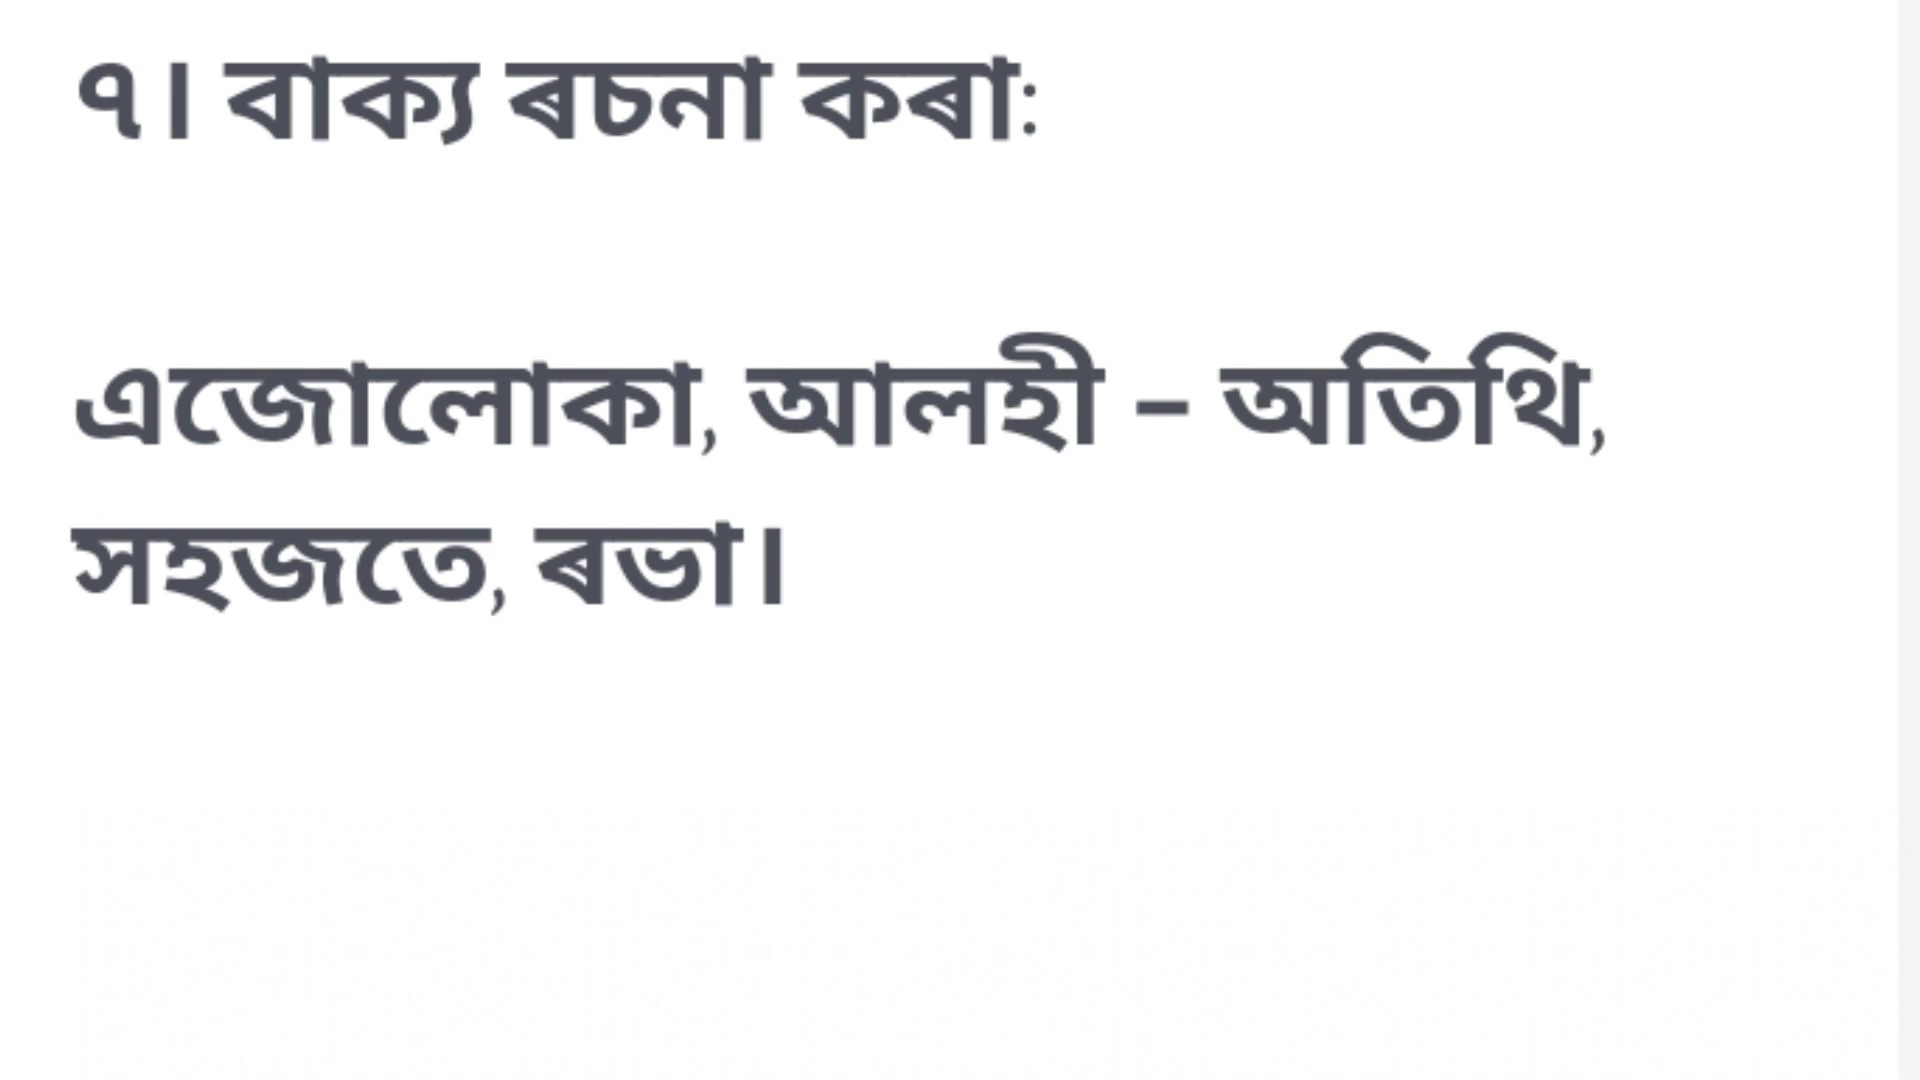 ৭। বাক্য ৰচনা কৰা:
এজোলোকা, আলহী – অতিথি,
সহজতে, ৰভা।